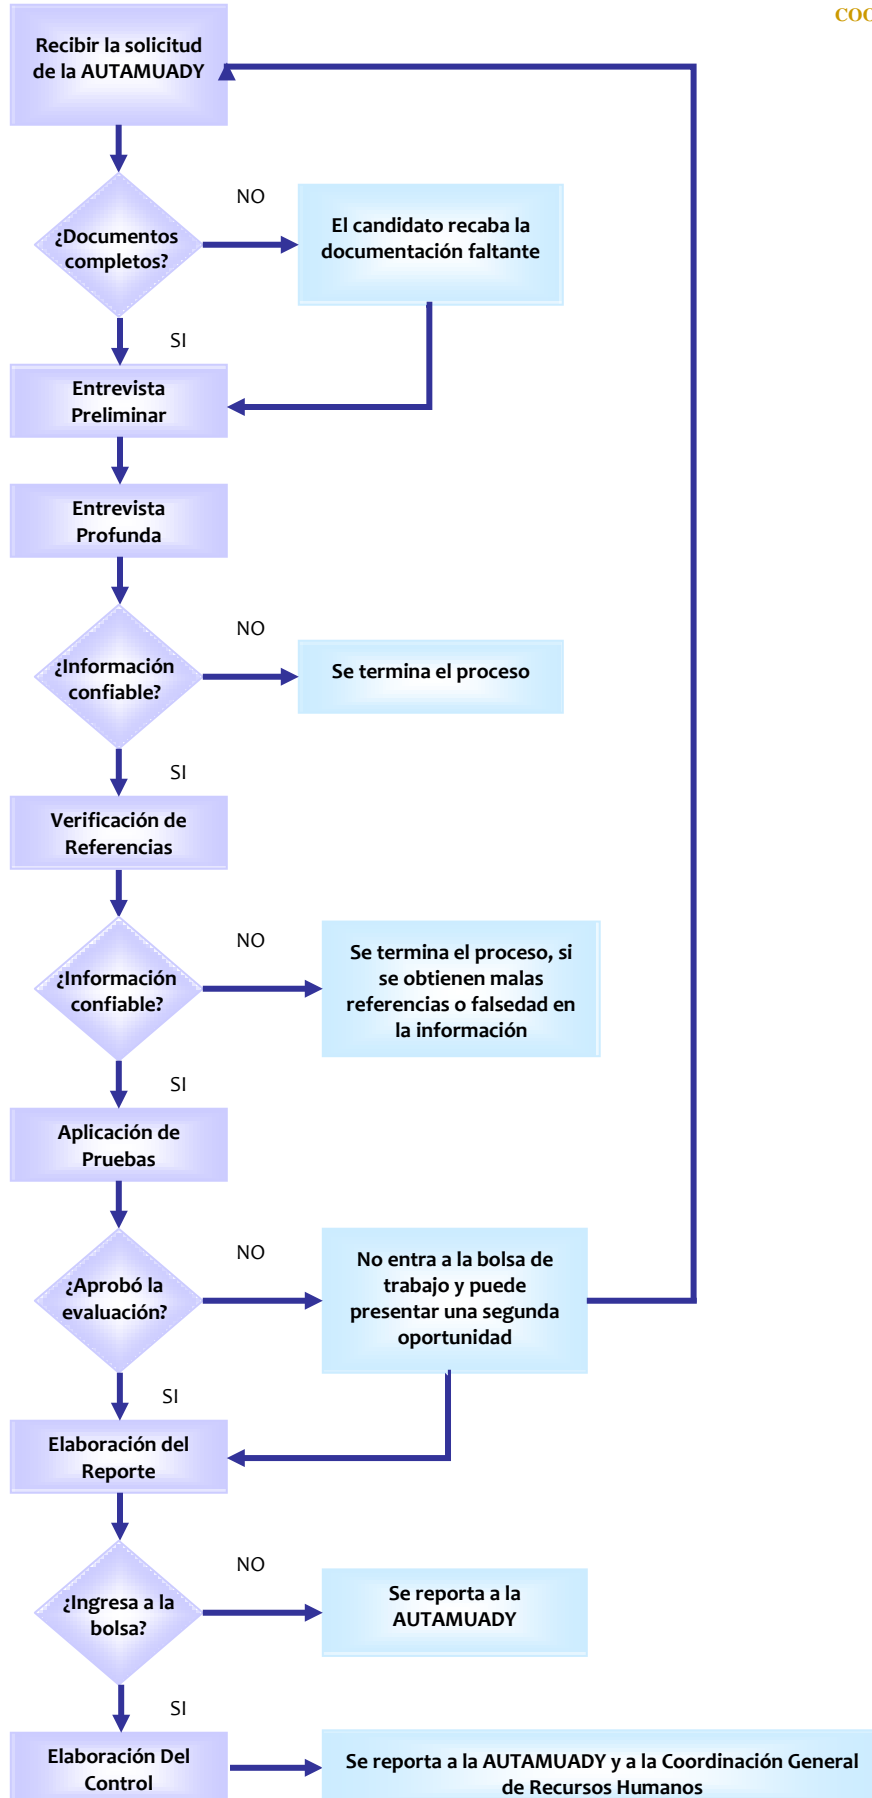 COO
Recibir la solicitud
de la AUTAMUADY
NO
¿Documentos
completos?
El candidato recaba la
documentación faltante
SI
Entrevista
Preliminar
Entrevista
Profunda
NO
¿Información
confiable?
Se termina el proceso
SI
Verificación de
Referencias
NO
¿Información
confiable?
Se termina el proceso, si
se obtienen malas
referencias o falsedad en
la información
SI
Aplicación de
Pruebas
NO
¿Aprobó la
evaluación?
No entra a la bolsa de
trabajo y puede
presentar una segunda
oportunidad
SI
Elaboración del
Reporte
NO
¿Ingresa a la
bolsa?
Se reporta a la
AUTAMUADY
SI
Elaboración Del
Control
Se reporta a la AUTAMUADY y a la Coordinación General
de Recursos Humanos